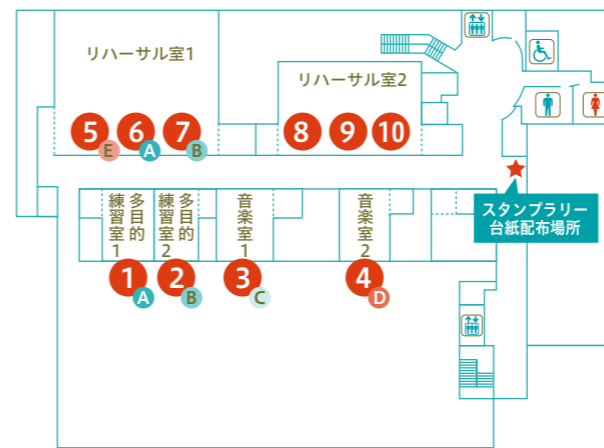 リハーサル室1
リハーサル室2
5 E
6 A
7 B
8
9
10
多目的練習室1
多目的練習室2
音楽室1
音楽室2
スタンプラリー
台紙配布場所
1 A
2 B
3 C
4 D